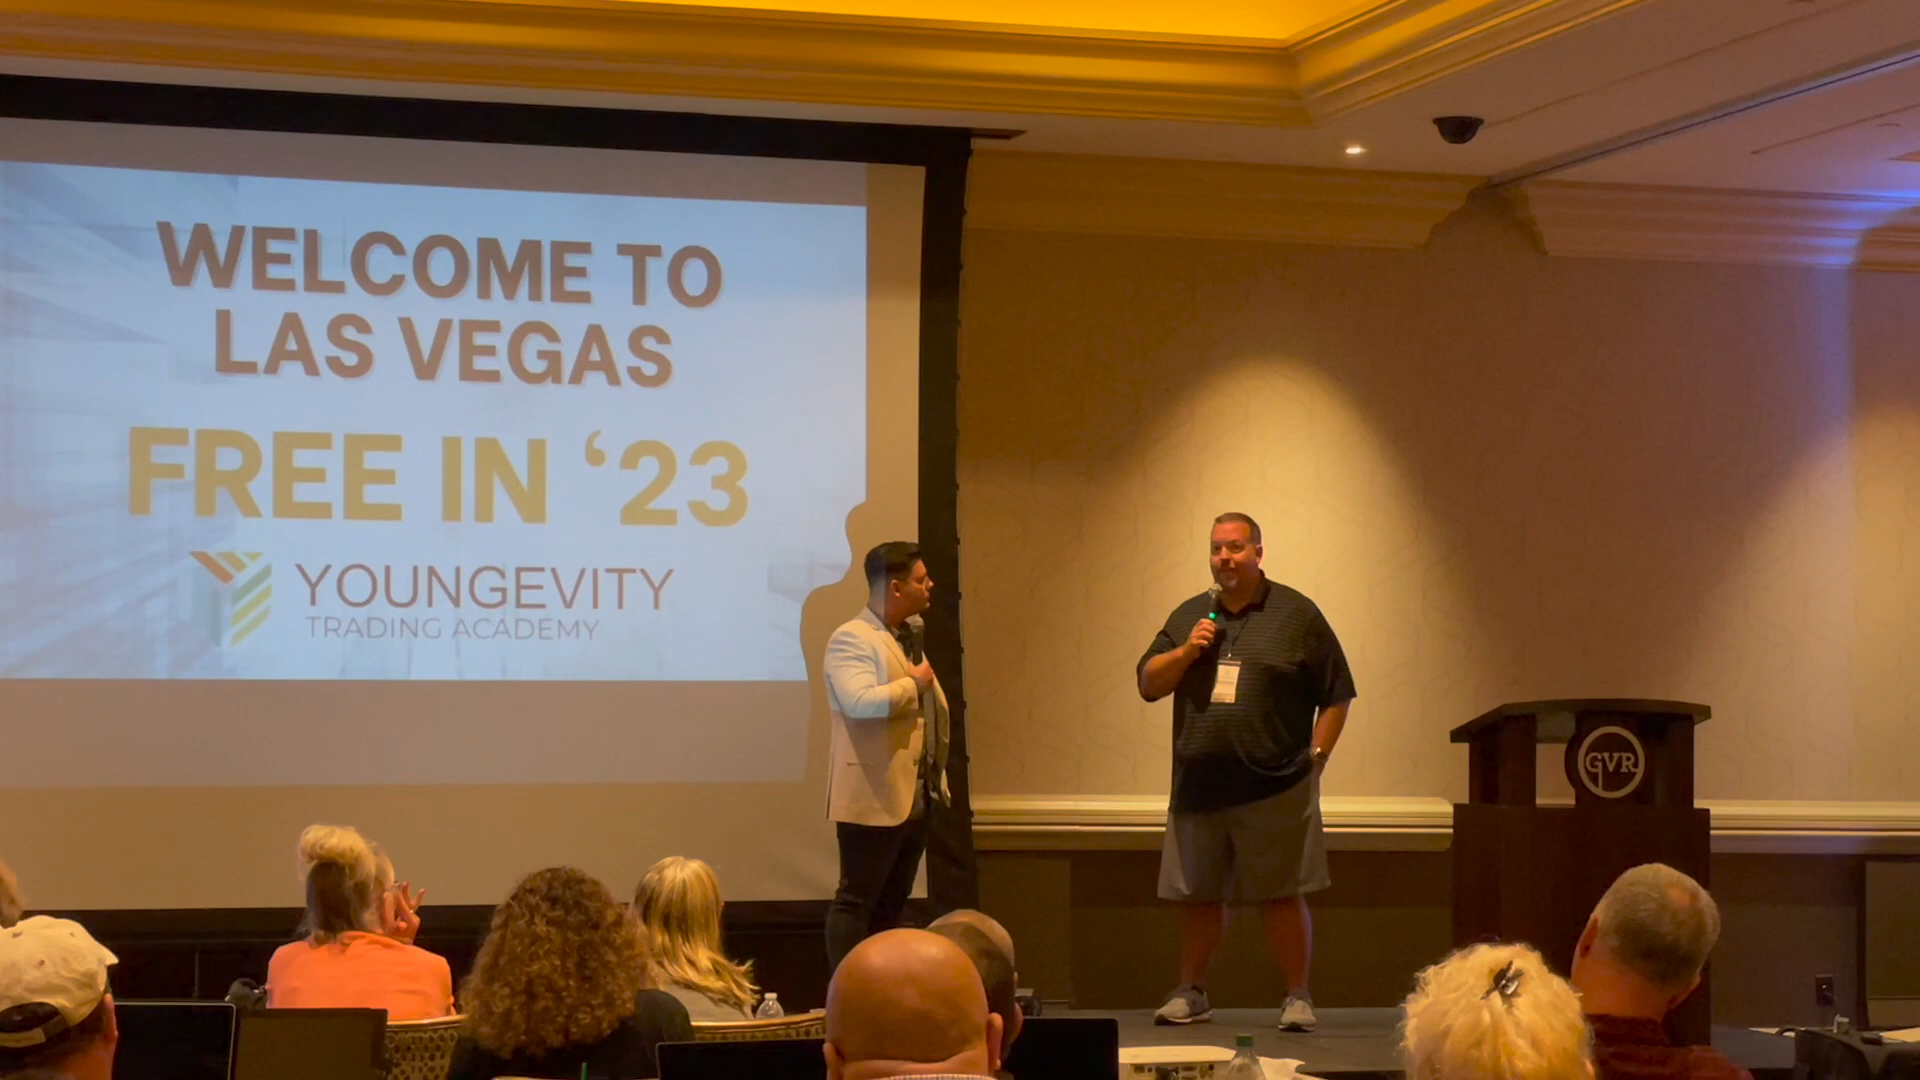 WELCOME TO
LAS VEGAS
FREE IN ‘23
YOUNGEVITY
TRADING ACADEMY
GVR